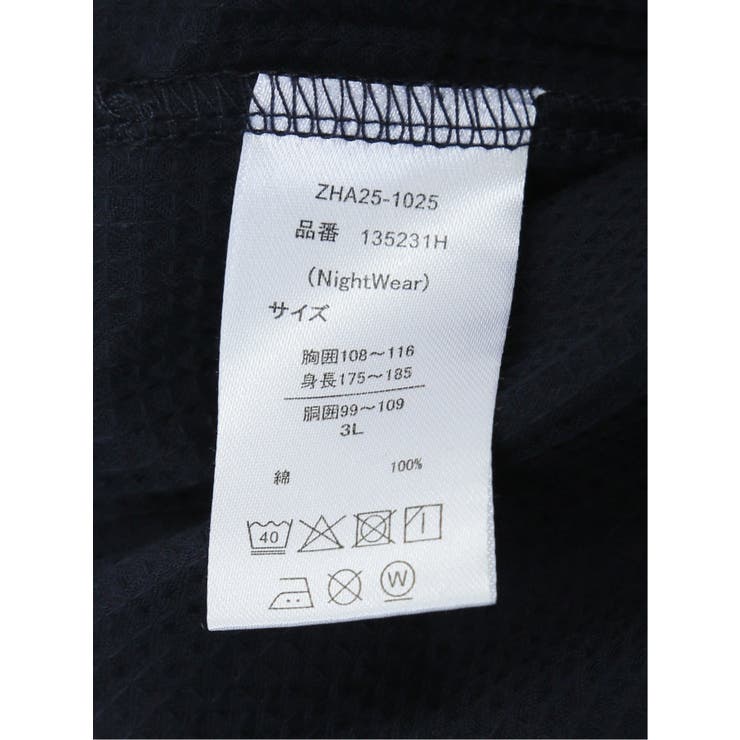 ZHA25-1025
品番 135231H
(NightWear)
サイズ
胸囲108～116
身長175～185
胴囲99～109
3L
綿 100%
40
W